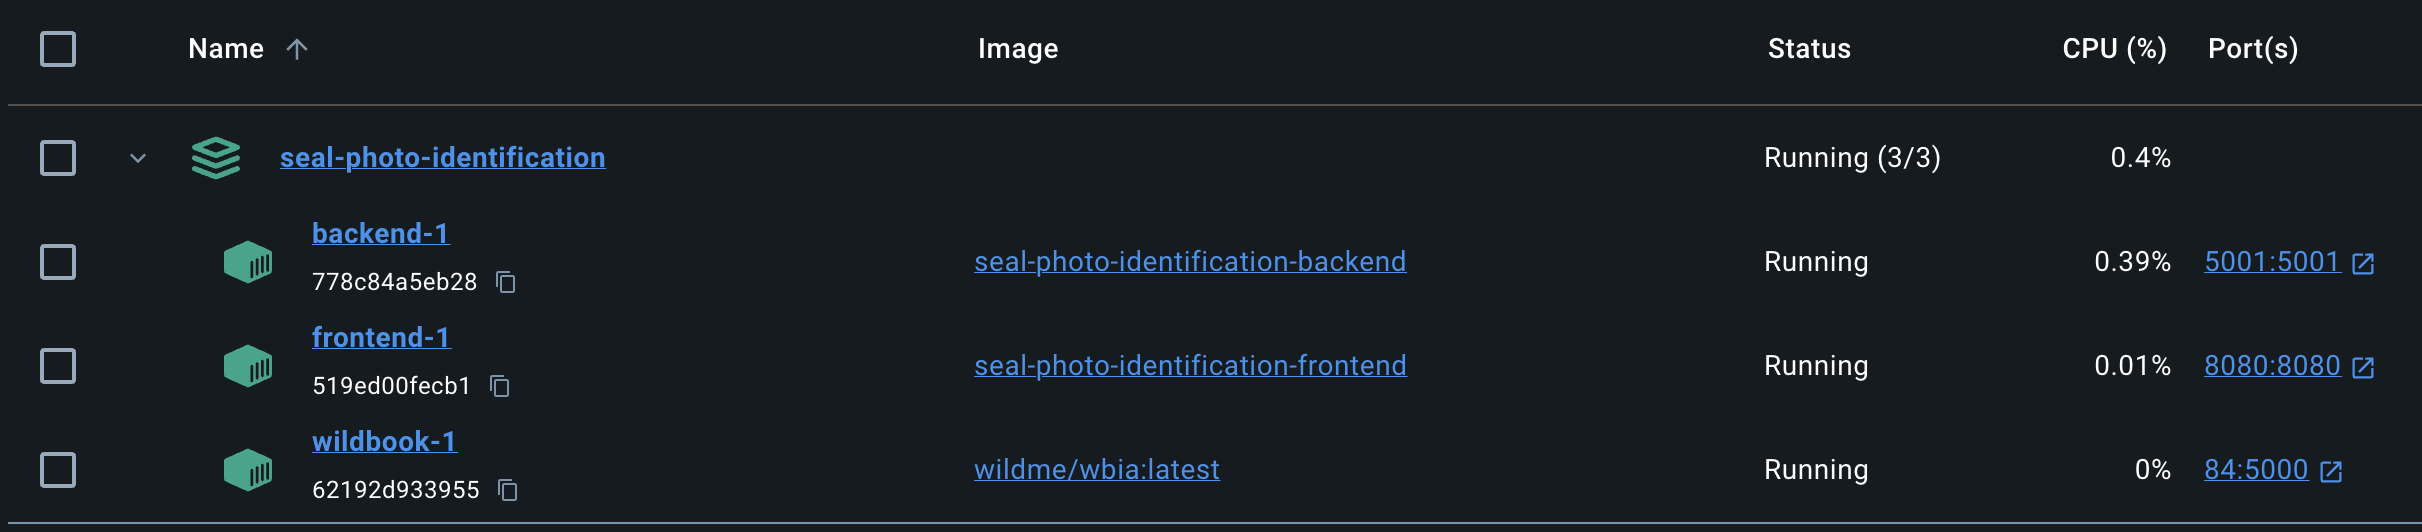 Name Image Status CPU (%) Port(s)
seal-photo-identification Running (3/3) 0.4%
backend-1
778c84a5eb28 seal-photo-identification-backend Running 0.39% 5001:5001
frontend-1
519ed00fecb1 seal-photo-identification-frontend Running 0.01% 8080:8080
wildbook-1
62192d933955 wildme/wbia:latest Running 0% 84:5000